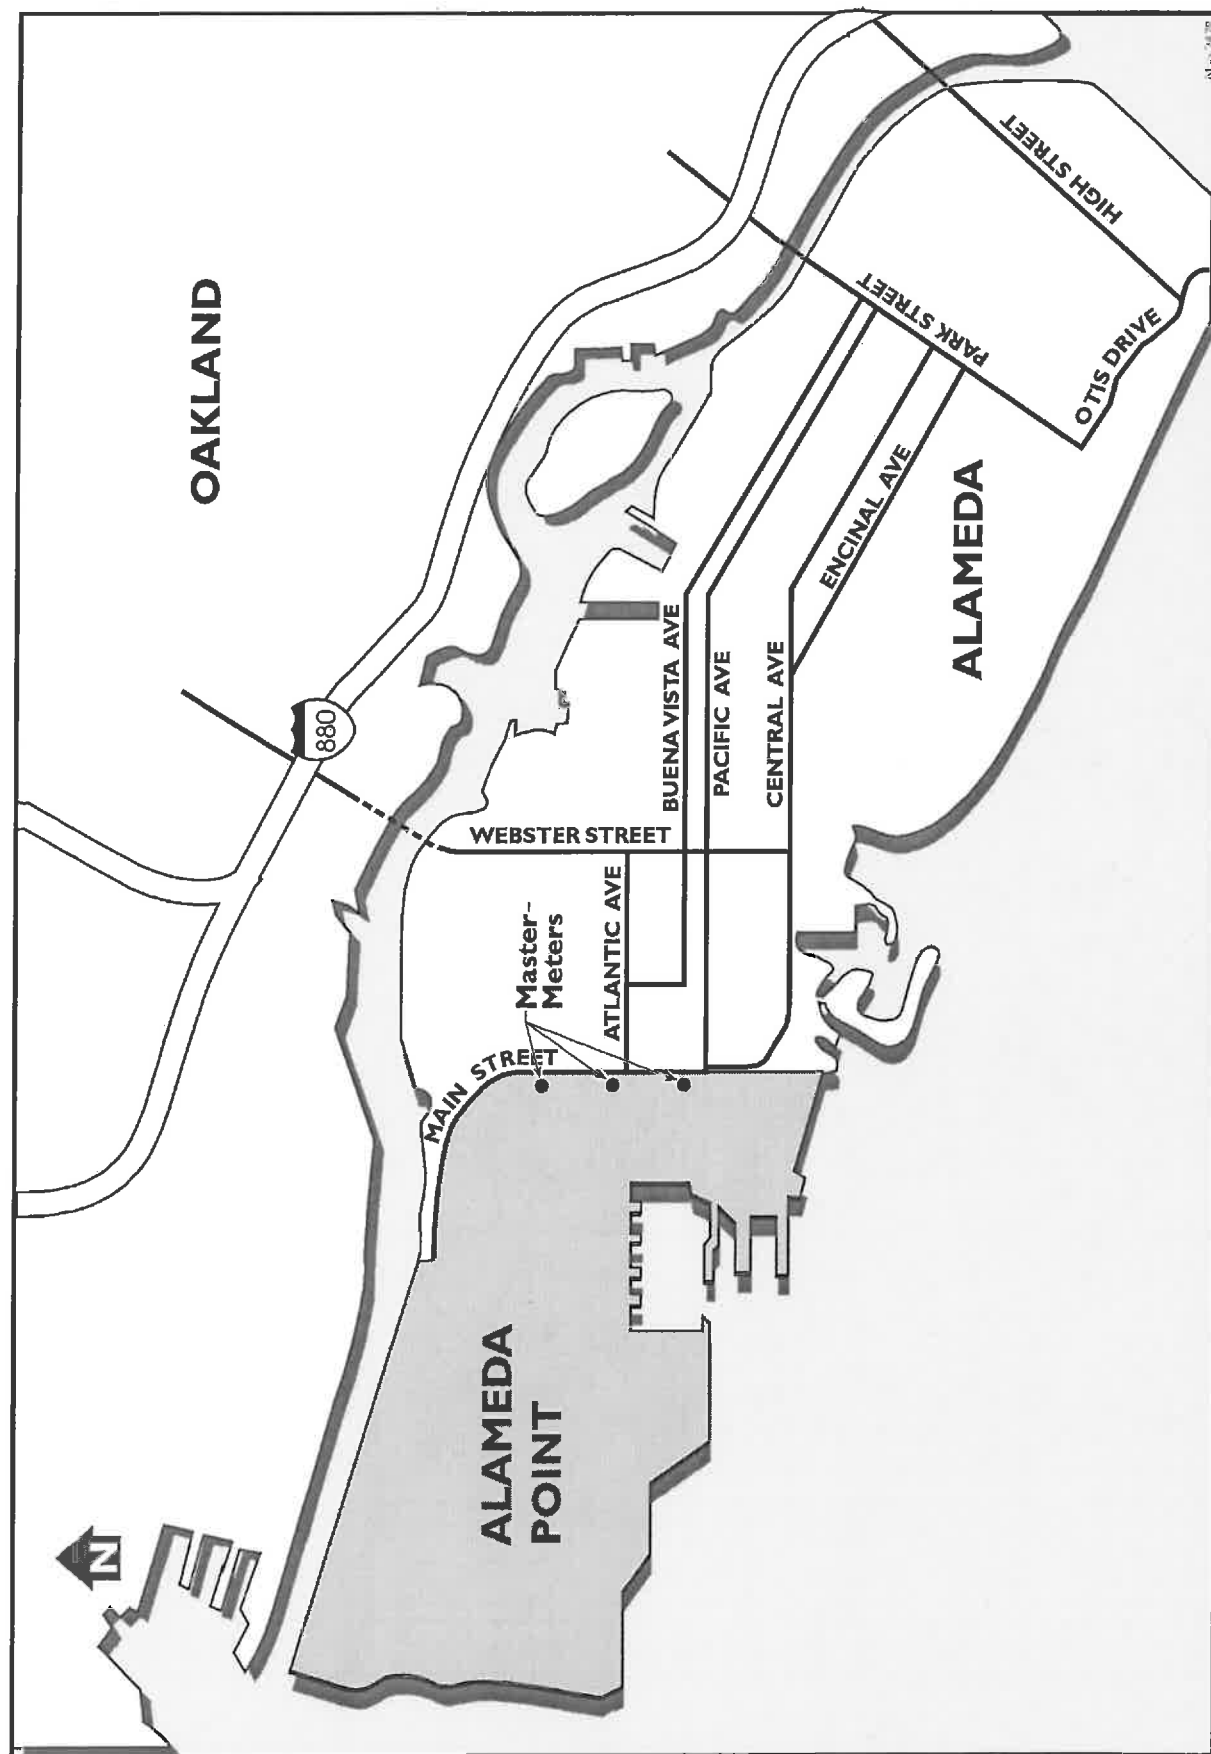 OAKLAND
HIGH STREET
PARK STREET
OTIS DRIVE
ENCINAL AVE
ALAMEDA
BUENA VISTA AVE
PACIFIC AVE
CENTRAL AVE
880
WEBSTER STREET
ATLANTIC AVE
Master-
Meters
MAIN STREET
ALAMEDA
POINT
N